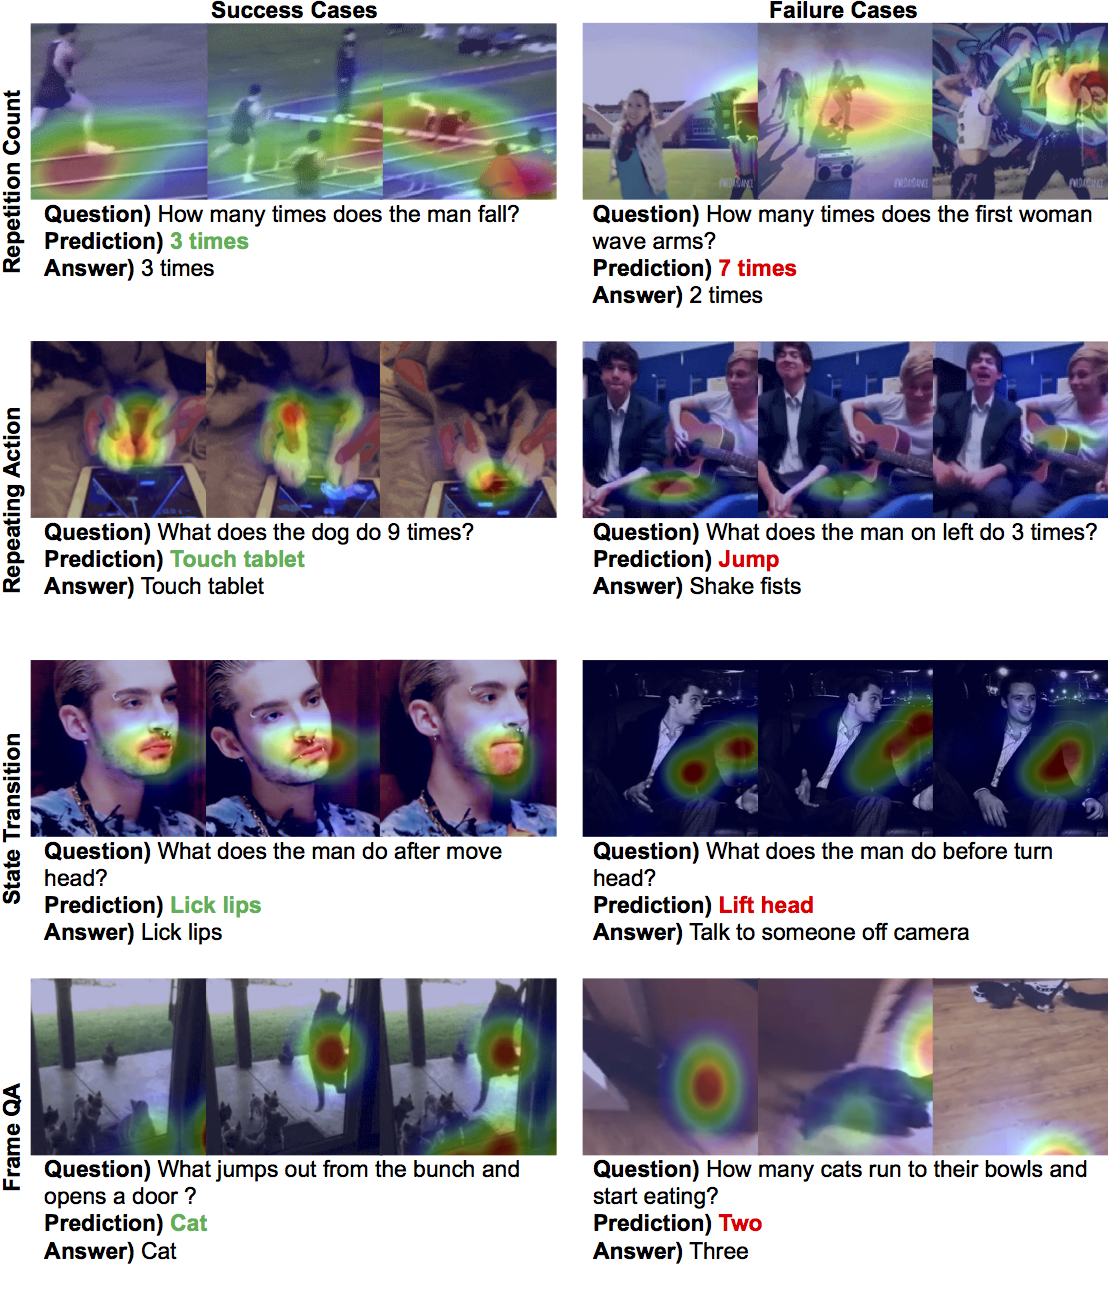 Success Cases
Failure Cases
Repetition Count
Question) How many times does the man fall?
Prediction) 3 times
Answer) 3 times
#WEDAYDANCE
#WEDAYDANCE
Question) How many times does the first woman
wave arms?
Prediction) 7 times
Answer) 2 times
Repeating Action
Question) What does the dog do 9 times?
Prediction) Touch tablet
Answer) Touch tablet
Question) What does the man on left do 3 times?
Prediction) Jump
Answer) Shake fists
State Transition
Question) What does the man do after move
head?
Prediction) Lick lips
Answer) Lick lips
Question) What does the man do before turn
head?
Prediction) Lift head
Answer) Talk to someone off camera
Frame QA
Question) What jumps out from the bunch and
opens a door ?
Prediction) Cat
Answer) Cat
Question) How many cats run to their bowls and
start eating?
Prediction) Two
Answer) Three